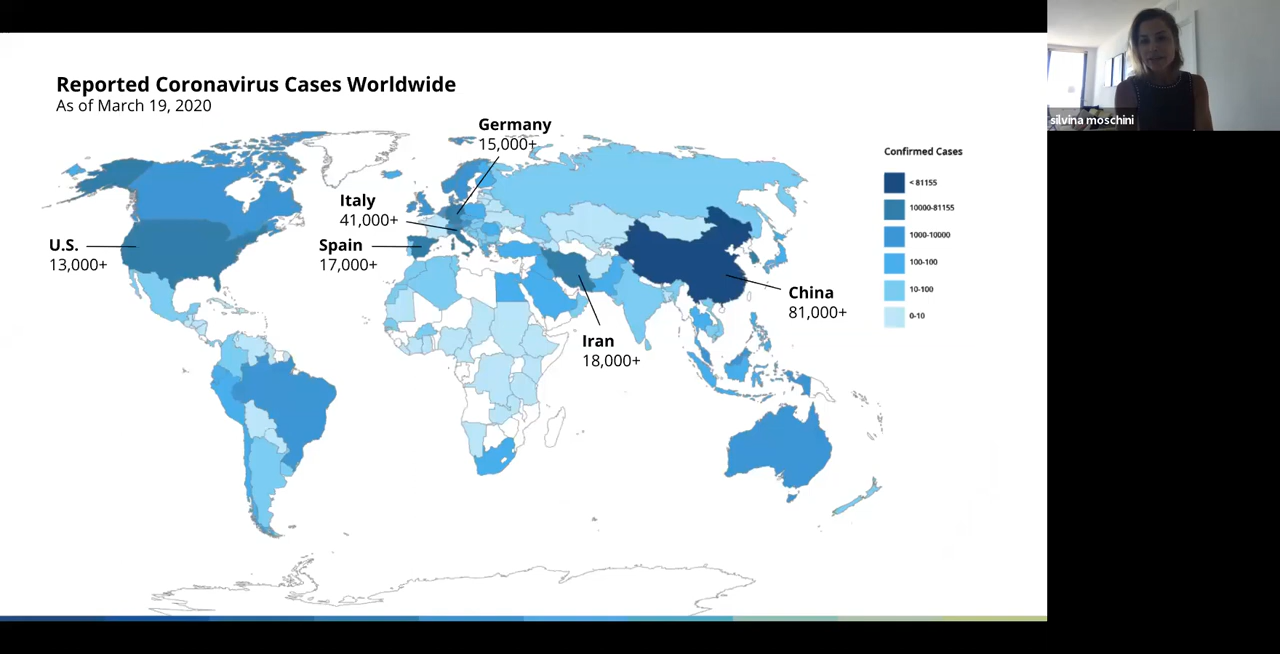 Reported Coronavirus Cases Worldwide
As of March 19, 2020
Germany
15,000+
Italy
41,000+
U.S.
13,000+
Spain
17,000+
China
81,000+
Iran
18,000+
Confirmed Cases
< 81155
10000-81155
1000-10000
100-100
10-100
0-10
silvina moschini